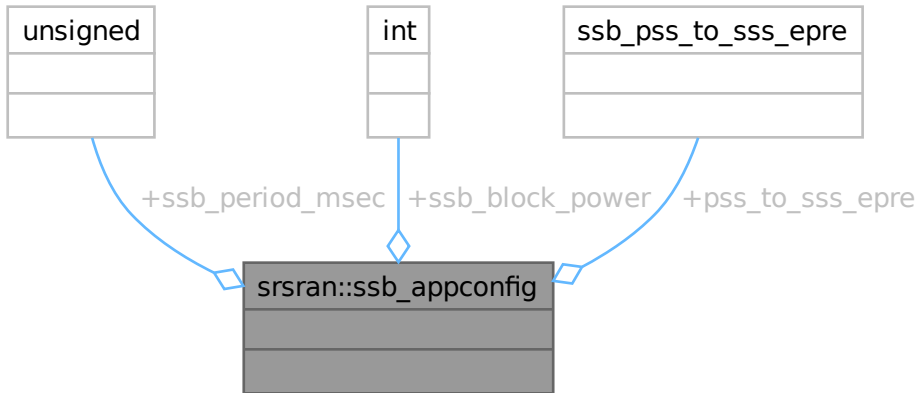 unsigned
int
ssb_pss_to_sss_epre
+ssb_period_msec
+ssb_block_power
+pss_to_sss_epre
srsran::ssb_appconfig